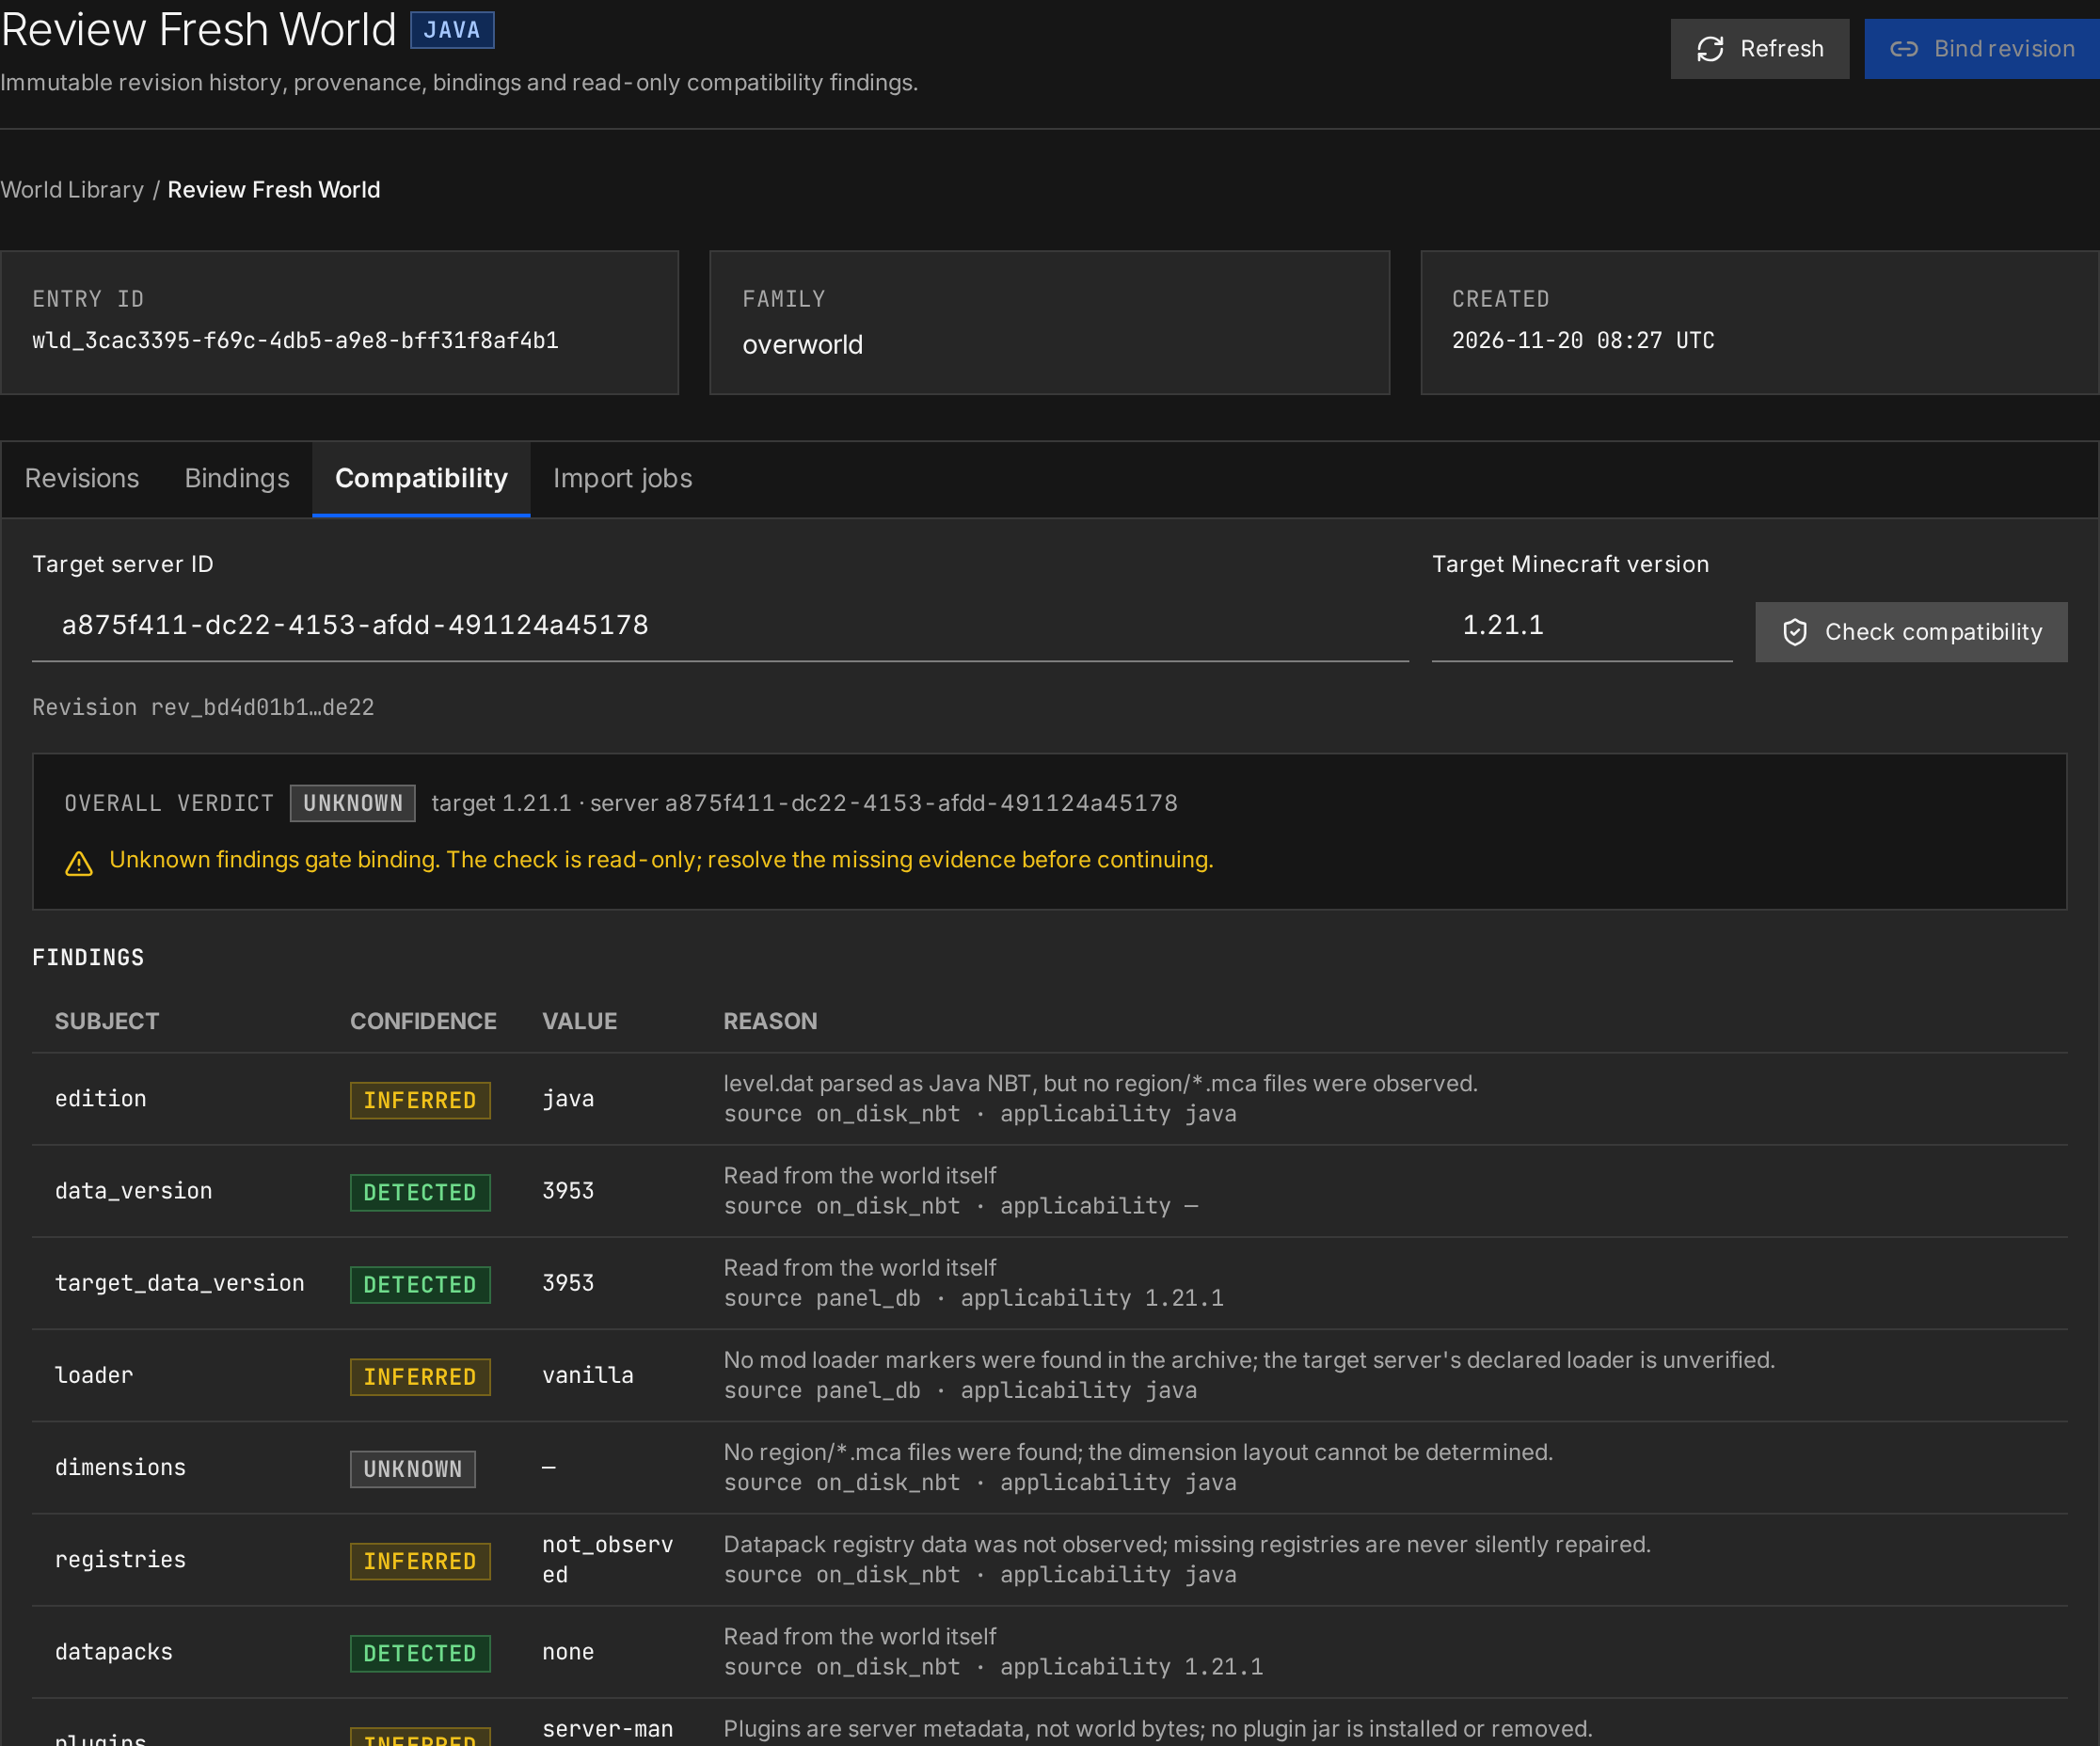 Review Fresh World JAVA
Refresh
Bind revision
Immutable revision history, provenance, bindings and read-only compatibility findings.
World Library / Review Fresh World
ENTRY ID
wld_3cac3395-f69c-4db5-a9e8-bff31f8af4b1
FAMILY
overworld
CREATED
2026-11-20 08:27 UTC
Revisions Bindings Compatibility Import jobs
Target server ID
a875f411-dc22-4153-afdd-491124a45178
Target Minecraft version
1.21.1
Check compatibility
Revision rev_bd4d01b1…de22
OVERALL VERDICT UNKNOWN target 1.21.1 · server a875f411-dc22-4153-afdd-491124a45178
Unknown findings gate binding. The check is read-only; resolve the missing evidence before continuing.
FINDINGS
SUBJECT CONFIDENCE VALUE REASON
edition INFERRED java level.dat parsed as Java NBT, but no region/*.mca files were observed.
source on_disk_nbt · applicability java
data_version DETECTED 3953 Read from the world itself
source on_disk_nbt · applicability —
target_data_version DETECTED 3953 Read from the world itself
source panel_db · applicability 1.21.1
loader INFERRED vanilla No mod loader markers were found in the archive; the target server's declared loader is unverified.
source panel_db · applicability java
dimensions UNKNOWN — No region/*.mca files were found; the dimension layout cannot be determined.
source on_disk_nbt · applicability java
registries INFERRED not_observ
ed
Datapack registry data was not observed; missing registries are never silently repaired.
source on_disk_nbt · applicability java
datapacks DETECTED none Read from the world itself
source on_disk_nbt · applicability 1.21.1
plugins INFERRED server-man Plugins are server metadata, not world bytes; no plugin jar is installed or removed.